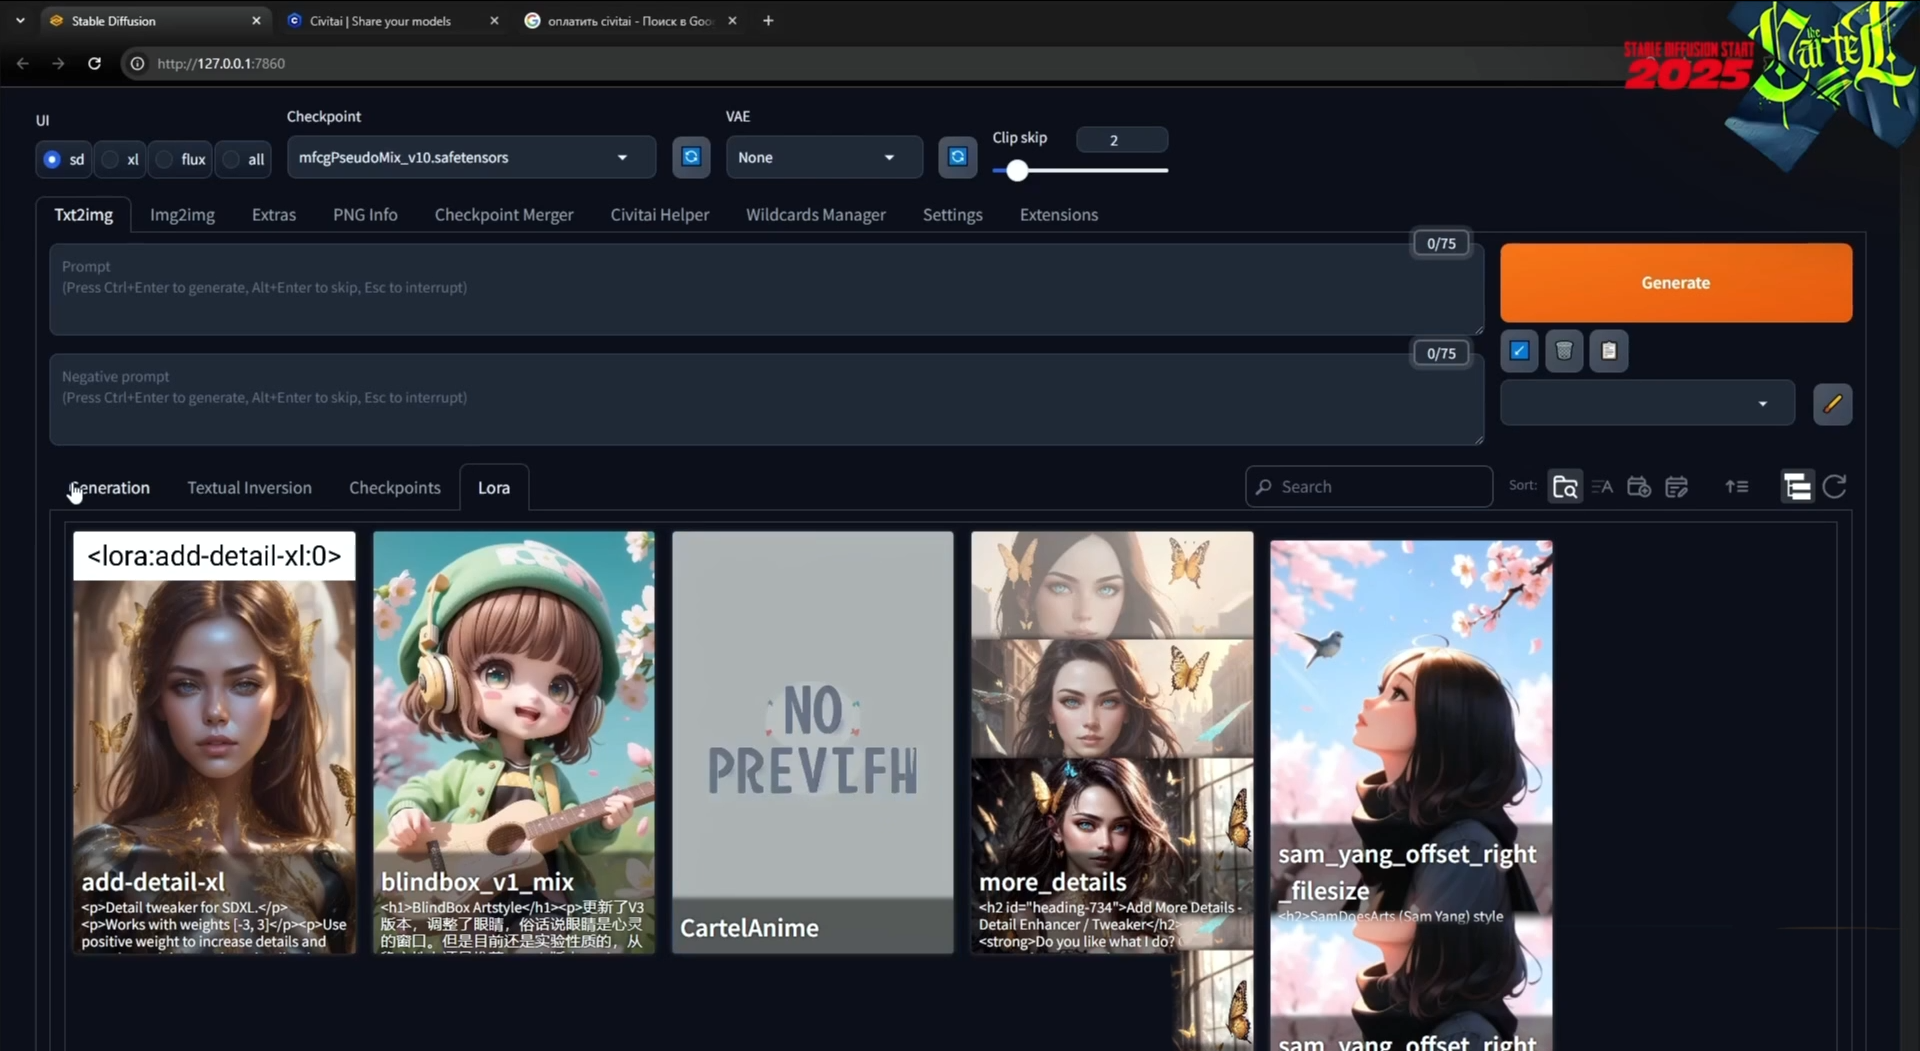 Stable Diffusion
Civitai | Share your models
оплатить civitai - Поиск в Goo
http://127.0.0.1:7860
STABLE DIFFUSION START
2025
the
Cartel
UI
Checkpoint
VAE
Clip skip
2
sd
xl
flux
all
mfcgPseudoMix_v10.safetensors
None
Txt2img
Img2img
Extras
PNG Info
Checkpoint Merger
Civitai Helper
Wildcards Manager
Settings
Extensions
0/75
Prompt
(Press Ctrl+Enter to generate, Alt+Enter to skip, Esc to interrupt)
Generate
0/75
Negative prompt
(Press Ctrl+Enter to generate, Alt+Enter to skip, Esc to interrupt)
Generation
Textual Inversion
Checkpoints
Lora
Search
Sort:
<lora:add-detail-xl:0>
add-detail-xl
<p>Detail tweaker for SDXL.</p>
<p>Works with weights [-3, 3]</p><p>Use
positive weight to increase details and
blindbox_v1_mix
<h1>BlindBox Artstyle</h1><p>更新了V3
版本，调整了眼睛，俗话说眼睛是心灵
的窗口。但是目前还是实验性质的，从
NO
CartelAnime
more_details
<h2 id="heading-734">Add More Details -
Detail Enhancer / Tweaker</h2>
<strong>Do you like what I do?
sam_yang_offset_right
_filesize
<h2>SamDoesArts (Sam Yang) style
sam_yang_offset_right